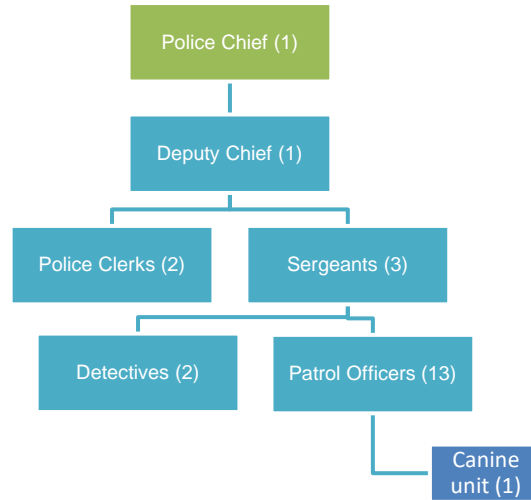 Police Chief (1)
Deputy Chief (1)
Police Clerks (2)
Sergeants (3)
Detectives (2)
Patrol Officers (13)
Canine
unit (1)